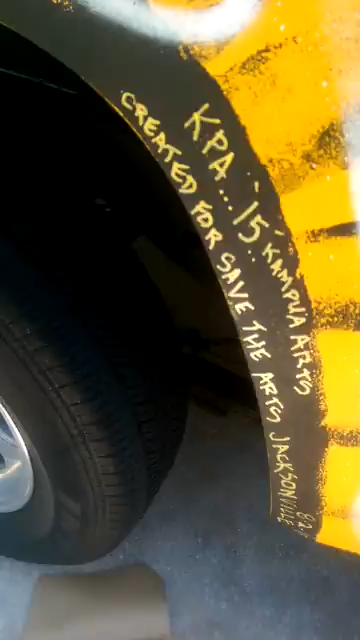 KPA... '15'
KAMPUA ARTS
CREATED FOR SAVE THE ARTS JACKSONVILLE